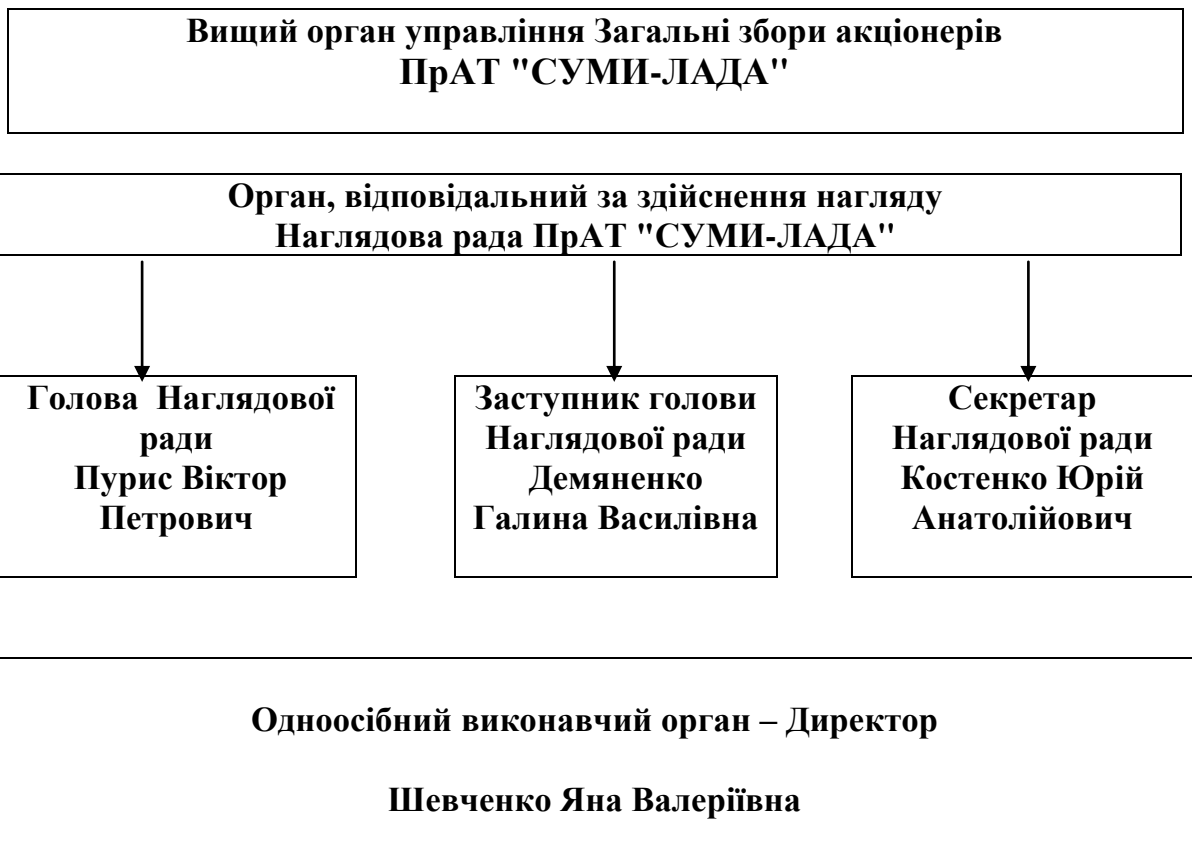 Вищий орган управління Загальні збори акціонерів
ПрАТ "СУМИ-ЛАДА"
Орган, відповідальний за здійснення нагляду
Наглядова рада ПрАТ "СУМИ-ЛАДА"
Голова Наглядової
ради
Пурис Віктор
Петрович
Заступник голови
Наглядової ради
Демяненко
Галина Василівна
Секретар
Наглядової ради
Костенко Юрій
Анатолійович
Одноосібний виконавчий орган – Директор
Шевченко Яна Валеріївна